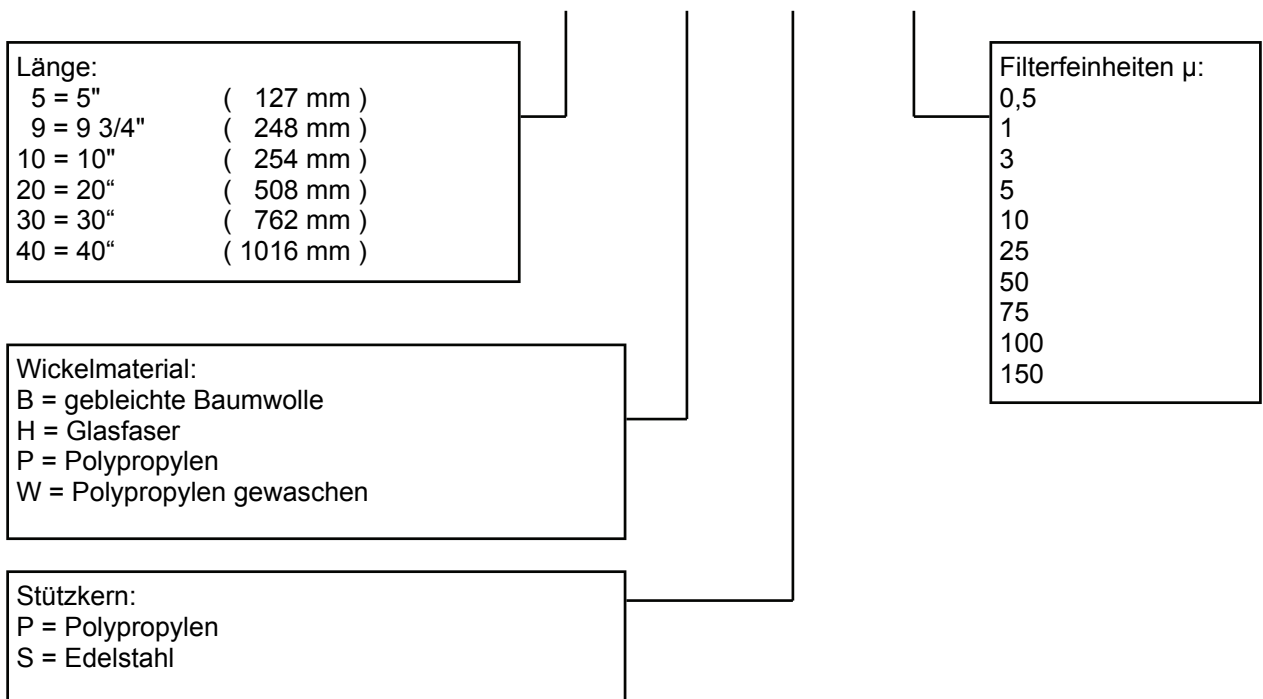 Länge:
5 = 5" ( 127 mm )
9 = 9 3/4" ( 248 mm )
10 = 10" ( 254 mm )
20 = 20“ ( 508 mm )
30 = 30“ ( 762 mm )
40 = 40“ ( 1016 mm )
Filterfeinheiten µ:
0,5
1
3
5
10
25
50
75
100
150
Wickelmaterial:
B = gebleichte Baumwolle
H = Glasfaser
P = Polypropylen
W = Polypropylen gewaschen
Stützkern:
P = Polypropylen
S = Edelstahl